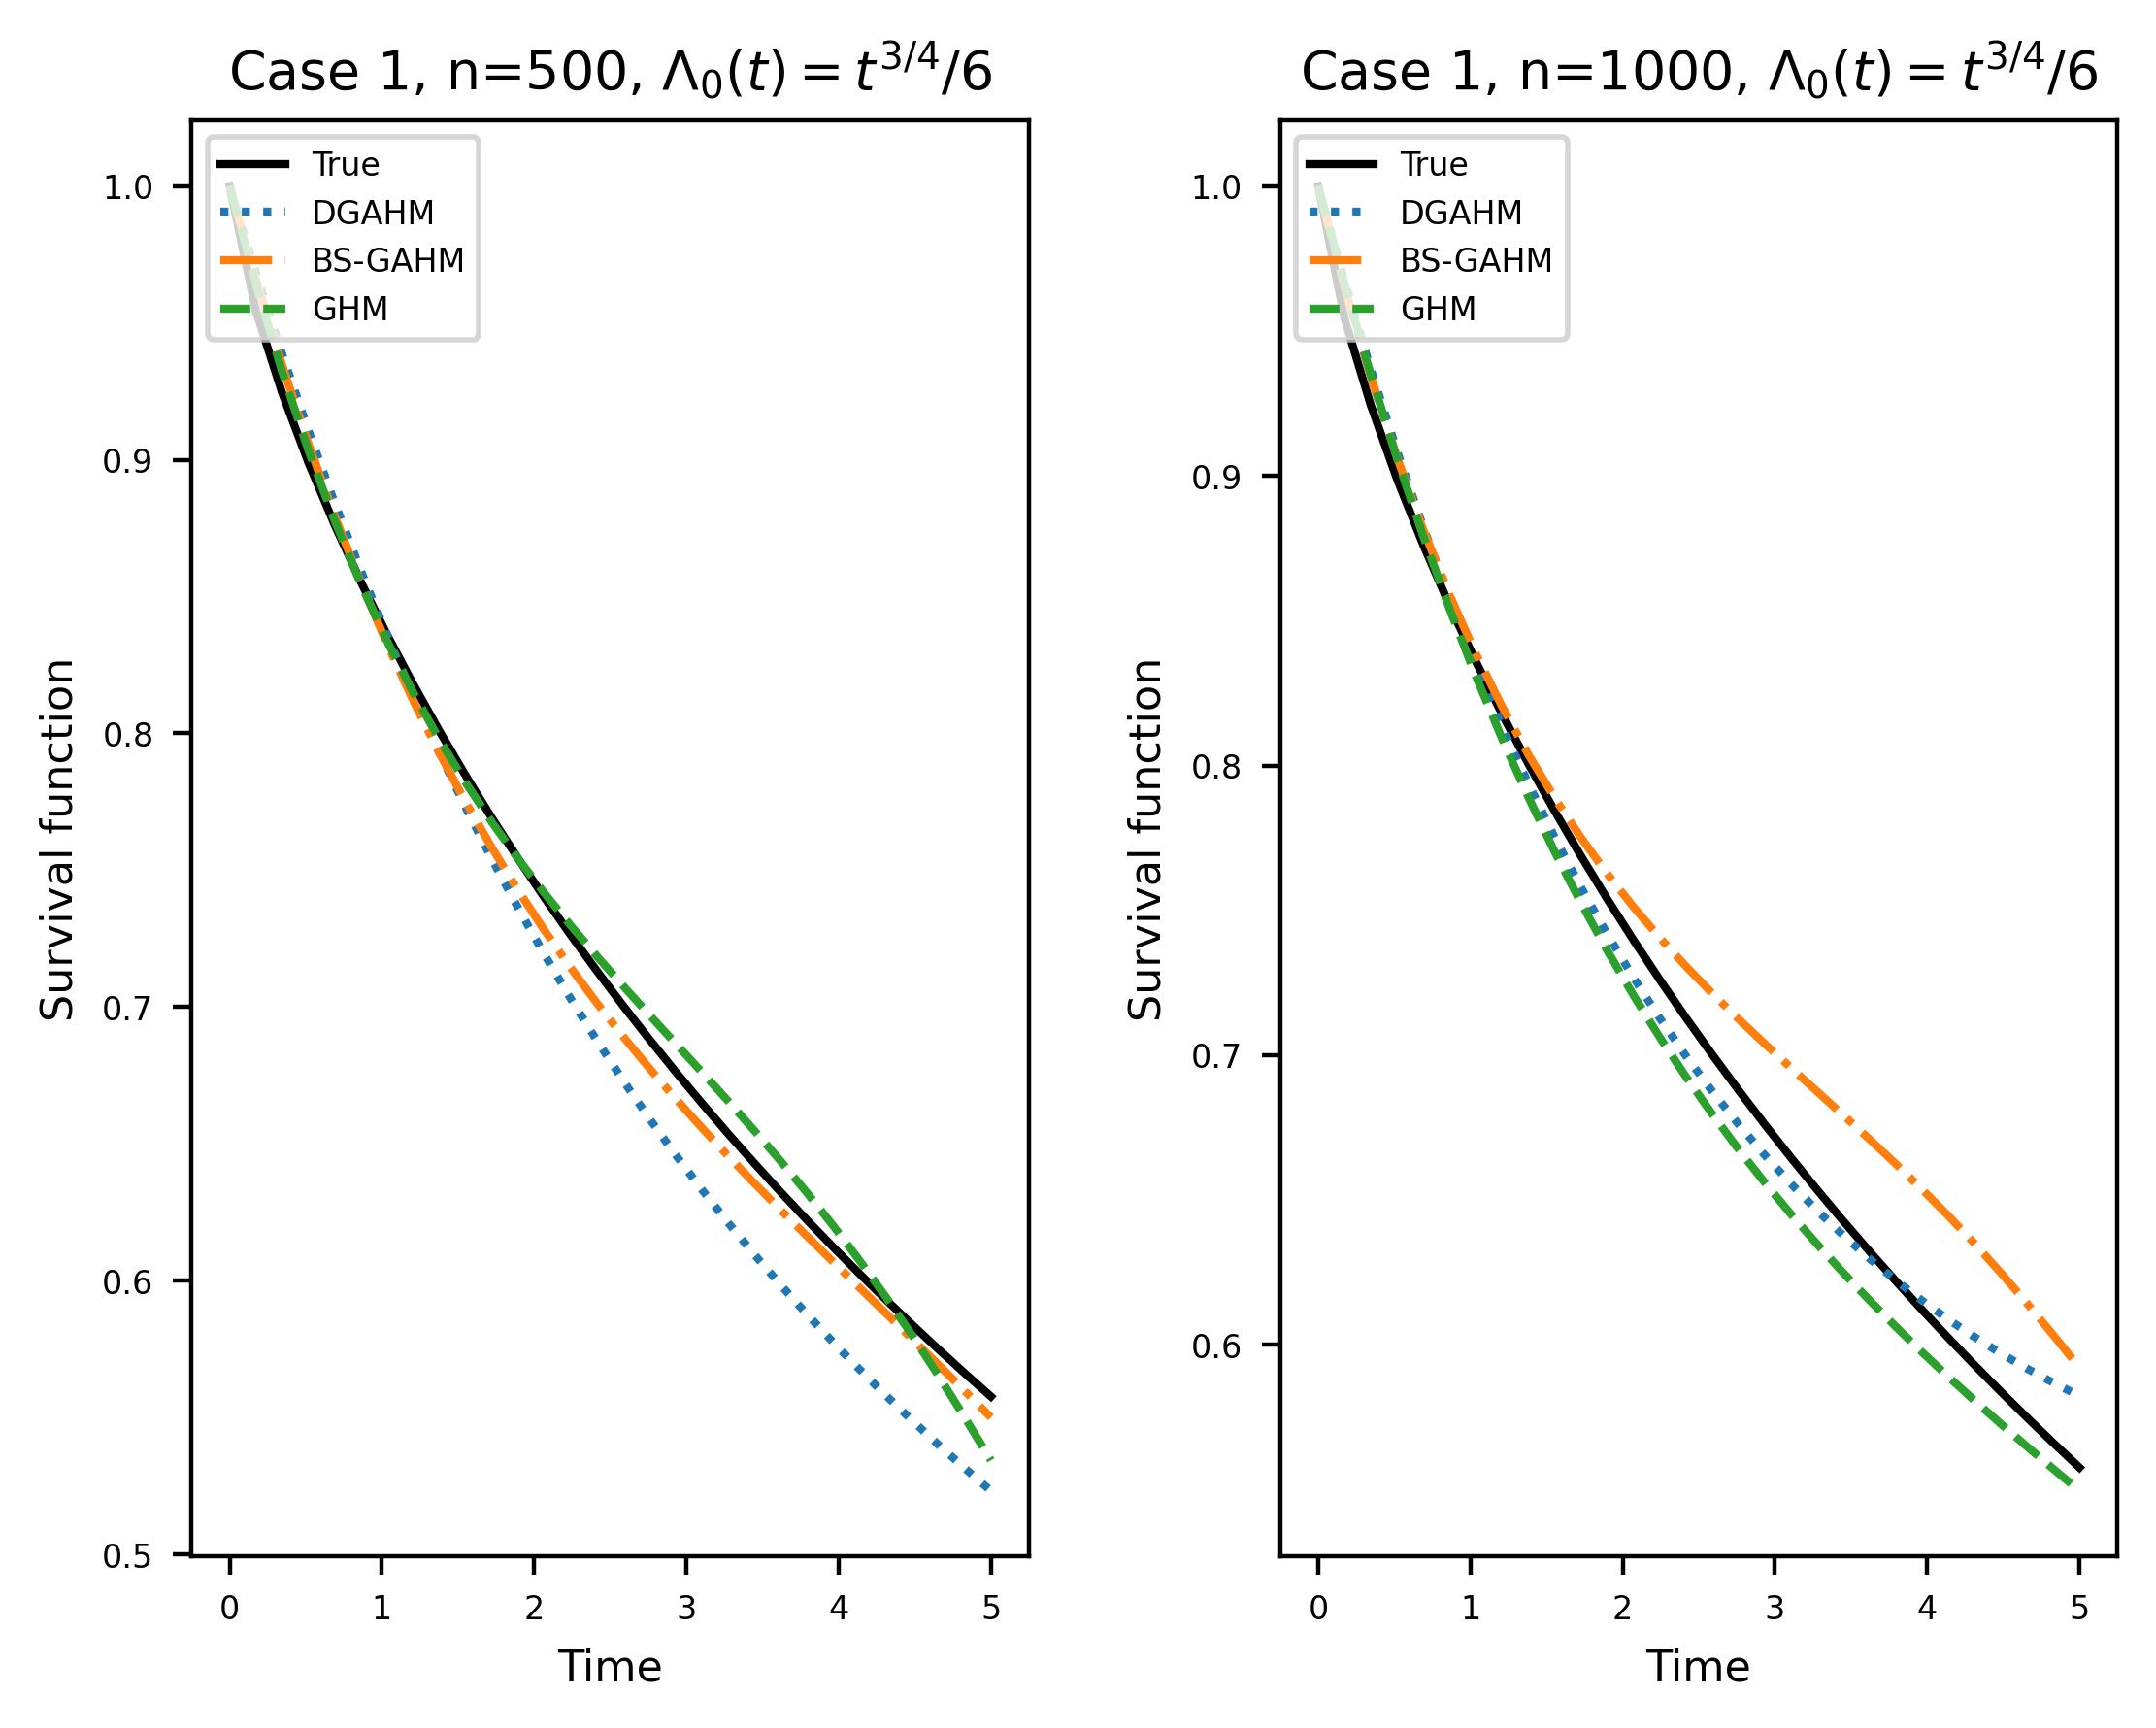 Case 1, n=500, Λ₀(t) = t^{3/4}/6
True
DGAHM
BS-GAHM
GHM
1.0
0.9
0.8
0.7
0.6
0.5
Survival function
0 1 2 3 4 5
Time
Case 1, n=1000, Λ₀(t) = t^{3/4}/6
True
DGAHM
BS-GAHM
GHM
1.0
0.9
0.8
0.7
0.6
Survival function
0 1 2 3 4 5
Time